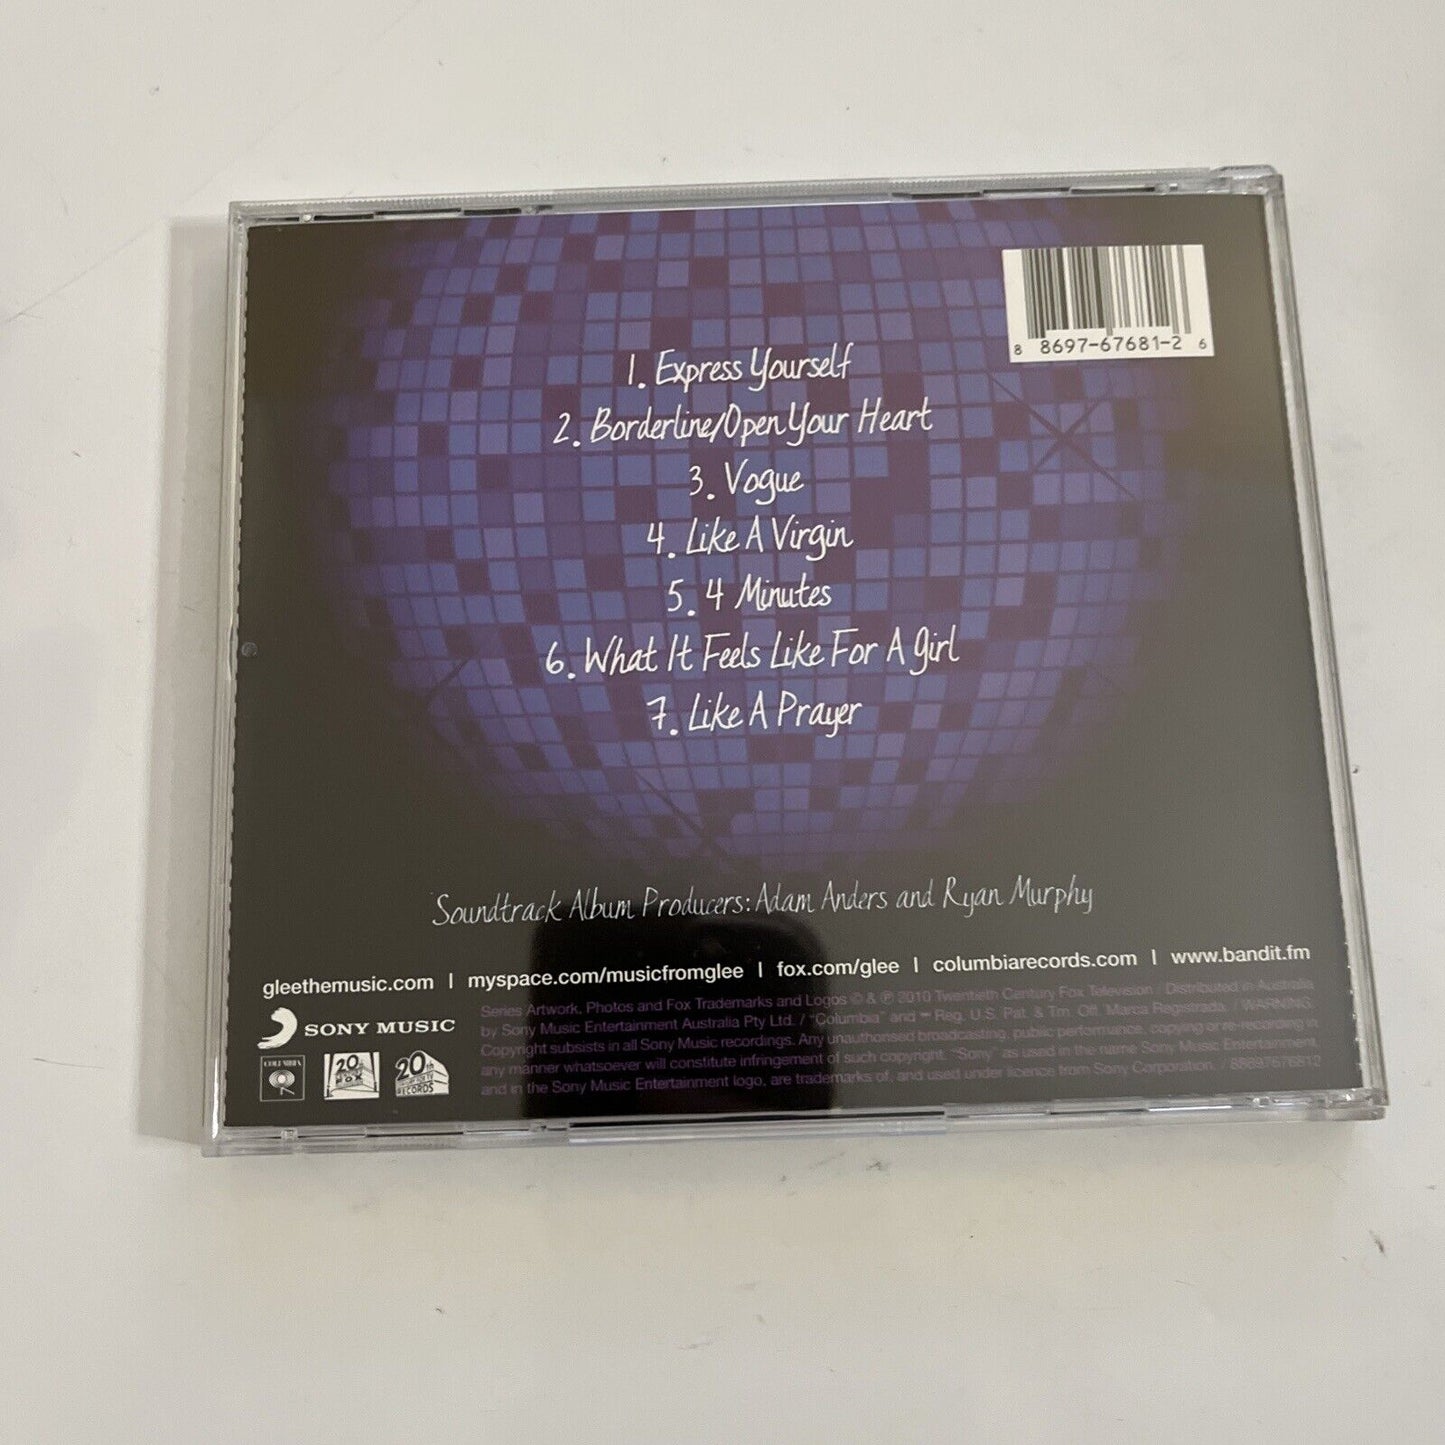 8 8697-67681-2 6
1. Express Yourself
2. Borderline/Open Your Heart
3. Vogue
4. Like A Virgin
5. 4 Minutes
6. What It Feels Like For A Girl
7. Like A Prayer
Soundtrack Album Producers: Adam Anders and Ryan Murphy
gleethemusic.com | myspace.com/musicfromglee | fox.com/glee | columbiarecords.com | www.bandit.fm
SONY MUSIC
COLUMBIA
20th FOX
20th RECORDS
Series Artwork, Photos and Fox Trademarks and Logos © & ℗ 2010 Twentieth Century Fox Television / Distributed in Australia
by Sony Music Entertainment Australia Pty Ltd. / "Columbia" and Reg. U.S. Pat. & Tm. Off. Marca Registrada. / WARNING:
Copyright subsists in all Sony Music recordings. Any unauthorised broadcasting, public performance, copying or re-recording in
any manner whatsoever will constitute infringement of such copyright. "Sony" as used in the name Sony Music Entertainment,
and in the Sony Music Entertainment logo, are trademarks of, and used under licence from Sony Corporation. / 88697676812